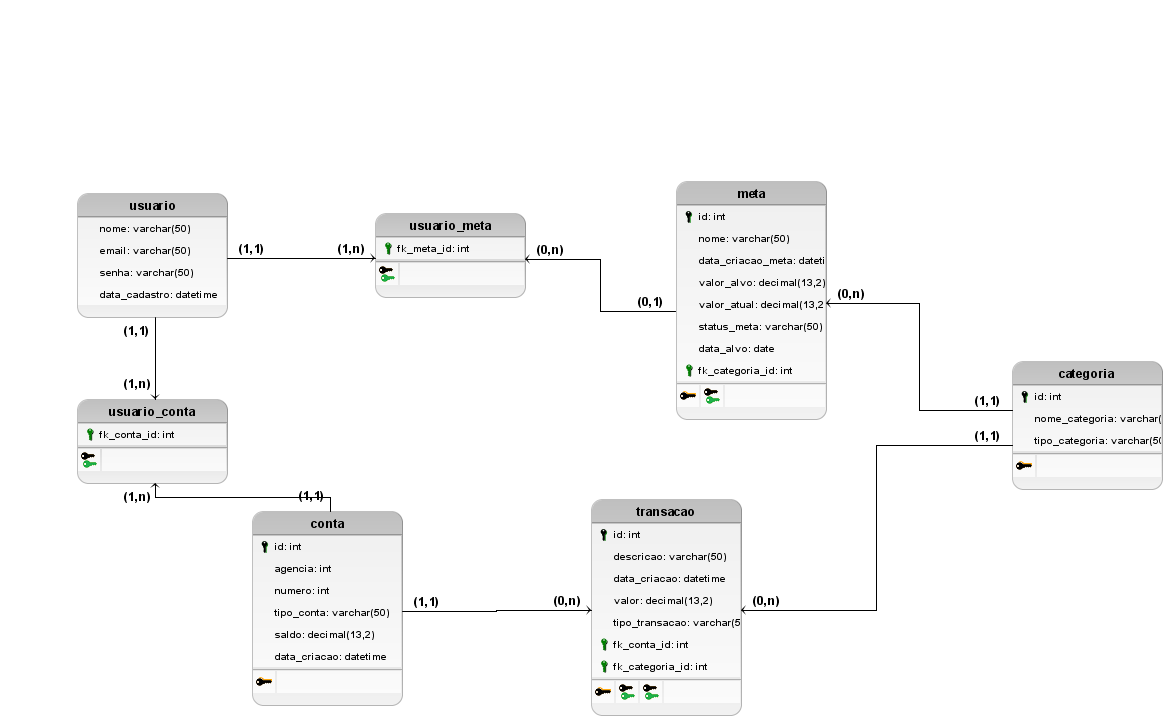 usuario
nome: varchar(50)
email: varchar(50)
senha: varchar(50)
data_cadastro: datetime
(1,1)
(1,n)
usuario_meta
fk_meta_id: int
(0,n)
(0,1)
meta
id: int
nome: varchar(50)
data_criacao_meta: dateti
valor_alvo: decimal(13,2)
valor_atual: decimal(13,2
status_meta: varchar(50)
data_alvo: date
fk_categoria_id: int
(0,n)
(1,1)
categoria
id: int
nome_categoria: varchar(
tipo_categoria: varchar(50
(1,1)
(1,1)
(1,n)
usuario_conta
fk_conta_id: int
(1,n)
(1,1)
conta
id: int
agencia: int
numero: int
tipo_conta: varchar(50)
saldo: decimal(13,2)
data_criacao: datetime
(1,1)
(0,n)
transacao
id: int
descricao: varchar(50)
data_criacao: datetime
valor: decimal(13,2)
tipo_transacao: varchar(5
fk_conta_id: int
fk_categoria_id: int
(0,n)